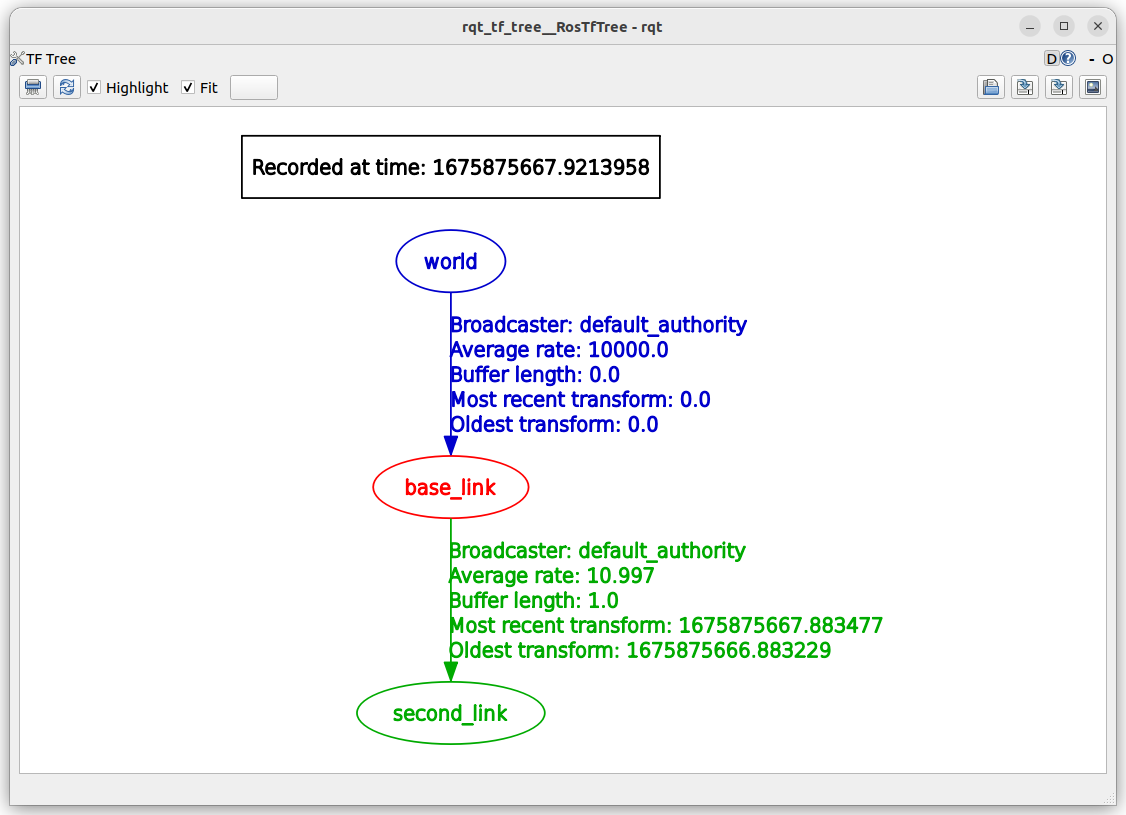 rqt_tf_tree__RosTfTree - rqt
TF Tree
D
?
- O
Highlight
Fit
Recorded at time: 1675875667.9213958
world
Broadcaster: default_authority
Average rate: 10000.0
Buffer length: 0.0
Most recent transform: 0.0
Oldest transform: 0.0
base_link
Broadcaster: default_authority
Average rate: 10.997
Buffer length: 1.0
Most recent transform: 1675875667.883477
Oldest transform: 1675875666.883229
second_link